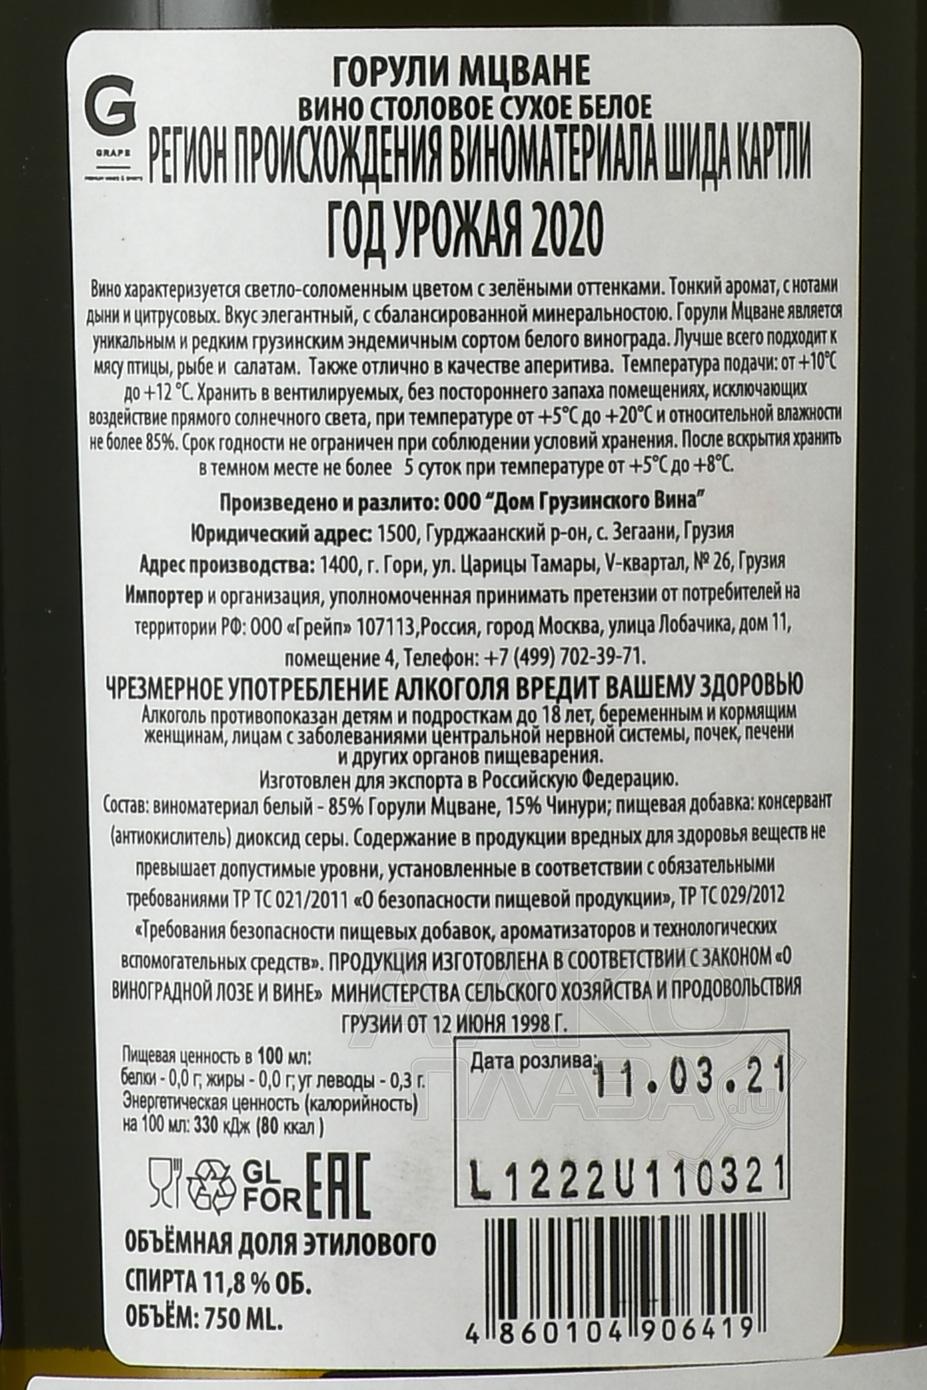 G
GRAPE
PREMIUM WINES & SPIRITS
ГОРУЛИ МЦВАНЕ
ВИНО СТОЛОВОЕ СУХОЕ БЕЛОЕ
РЕГИОН ПРОИСХОЖДЕНИЯ ВИНОМАТЕРИАЛА ШИДА КАРТЛИ
ГОД УРОЖАЯ 2020
Вино характеризуется светло-соломенным цветом с зелёными оттенками. Тонкий аромат, с нотами
дыни и цитрусовых. Вкус элегантный, с сбалансированной минеральностою. Горули Мцване является
уникальным и редким грузинским эндемичным сортом белого винограда. Лучше всего подходит к
мясу птицы, рыбе и салатам. Также отлично в качестве аперитива. Температура подачи: от +10°C
до +12 °C. Хранить в вентилируемых, без постороннего запаха помещениях, исключающих
воздействие прямого солнечного света, при температуре от +5°C до +20°C и относительной влажности
не более 85%. Срок годности не ограничен при соблюдении условий хранения. После вскрытия хранить
в темном месте не более 5 суток при температуре от +5°C до +8°C.
Произведено и разлито: ООО "Дом Грузинского Вина"
Юридический адрес: 1500, Гурджаанский р-он, с. Зегаани, Грузия
Адрес производства: 1400, г. Гори, ул. Царицы Тамары, V-квартал, № 26, Грузия
Импортер и организация, уполномоченная принимать претензии от потребителей на
территории РФ: ООО «Грейп» 107113,Россия, город Москва, улица Лобачика, дом 11,
помещение 4, Телефон: +7 (499) 702-39-71.
ЧРЕЗМЕРНОЕ УПОТРЕБЛЕНИЕ АЛКОГОЛЯ ВРЕДИТ ВАШЕМУ ЗДОРОВЬЮ
Алкоголь противопоказан детям и подросткам до 18 лет, беременным и кормящим
женщинам, лицам с заболеваниями центральной нервной системы, почек, печени
и других органов пищеварения.
Изготовлен для экспорта в Российскую Федерацию.
Состав: виноматериал белый - 85% Горули Мцване, 15% Чинури; пищевая добавка: консервант
(антиокислитель) диоксид серы. Содержание в продукции вредных для здоровья веществ не
превышает допустимые уровни, установленные в соответствии с обязательными
требованиями ТР ТС 021/2011 «О безопасности пищевой продукции», ТР ТС 029/2012
«Требования безопасности пищевых добавок, ароматизаторов и технологических
вспомогательных средств». ПРОДУКЦИЯ ИЗГОТОВЛЕНА В СООТВЕТСТВИИ С ЗАКОНОМ «О
ВИНОГРАДНОЙ ЛОЗЕ И ВИНЕ» МИНИСТЕРСТВА СЕЛЬСКОГО ХОЗЯЙСТВА И ПРОДОВОЛЬСТВИЯ
ГРУЗИИ ОТ 12 ИЮНЯ 1998 Г.
Пищевая ценность в 100 мл:
белки - 0,0 г; жиры - 0,0 г; уг леводы - 0,3 г.
Энергетическая ценность (калорийность)
на 100 мл: 330 кДж (80 ккал )
Дата розлива:
11.03.21
L1222U110321
GL
FOR
EAC
ОБЪЁМНАЯ ДОЛЯ ЭТИЛОВОГО
СПИРТА 11,8 % ОБ.
ОБЪЁМ: 750 ML.
4 860104 906419
АЛКО
ПЛАЗА
.ru